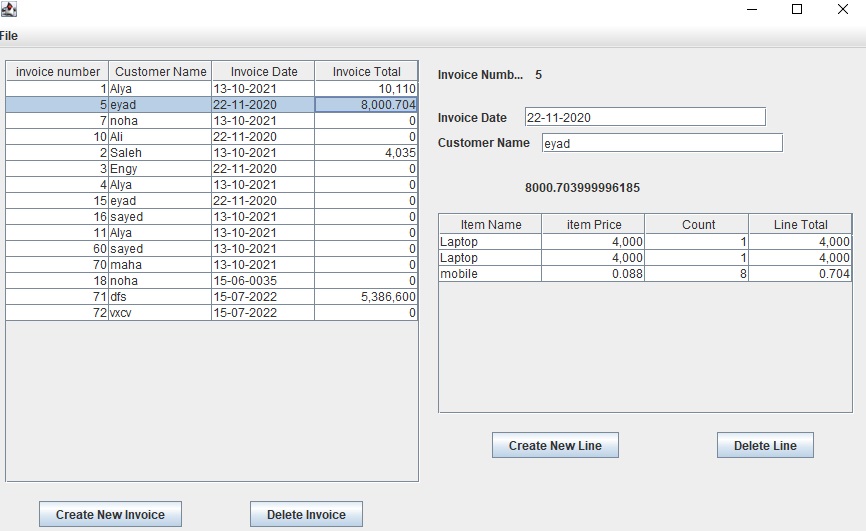 File
invoice number Customer Name Invoice Date Invoice Total
1 Alya 13-10-2021 10,110
5 eyad 22-11-2020 8,000.704
7 noha 13-10-2021 0
10 Ali 22-11-2020 0
2 Saleh 13-10-2021 4,035
3 Engy 22-11-2020 0
4 Alya 13-10-2021 0
15 eyad 22-11-2020 0
16 sayed 13-10-2021 0
11 Alya 13-10-2021 0
60 sayed 13-10-2021 0
70 maha 13-10-2021 0
18 noha 15-06-0035 0
71 dfs 15-07-2022 5,386,600
72 vxcv 15-07-2022 0
Create New Invoice Delete Invoice
Invoice Numb... 5
Invoice Date 22-11-2020
Customer Name eyad
8000.703999996185
Item Name item Price Count Line Total
Laptop 4,000 1 4,000
Laptop 4,000 1 4,000
mobile 0.088 8 0.704
Create New Line Delete Line